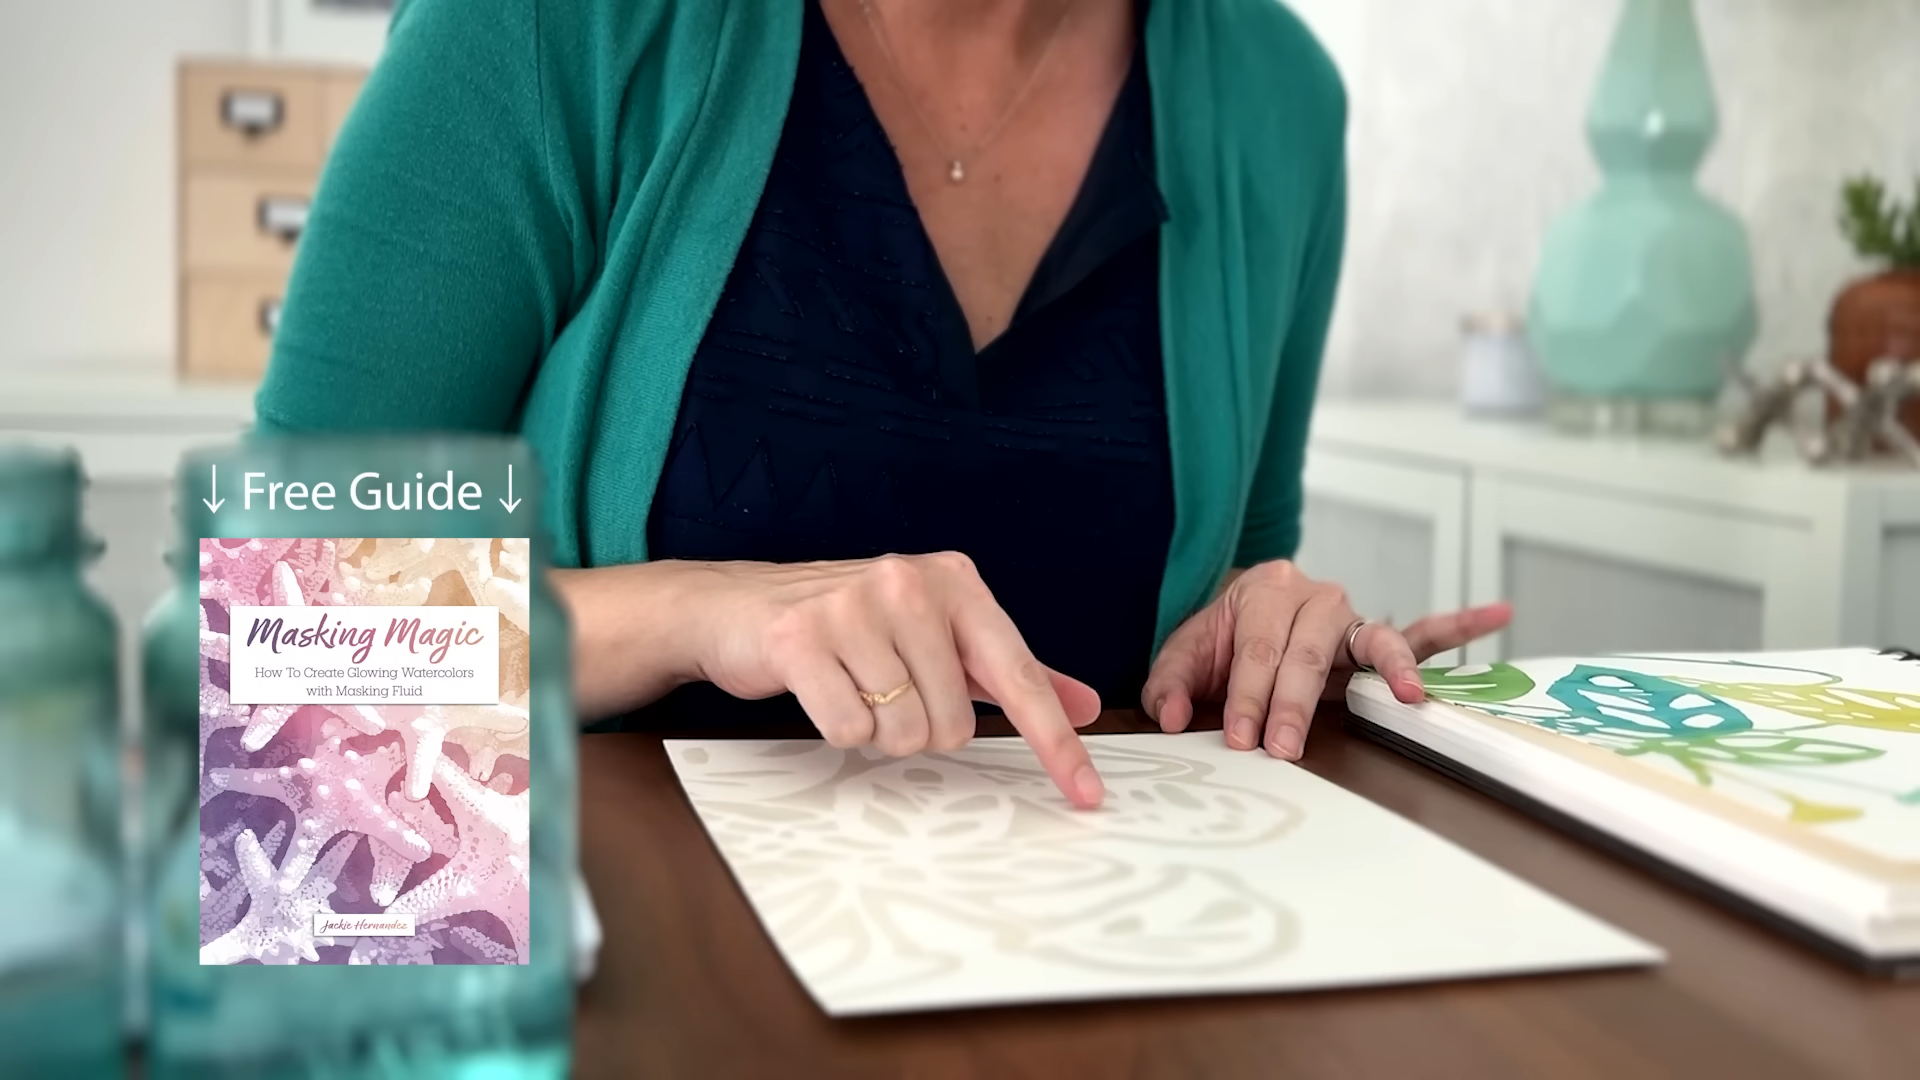 ↓ Free Guide ↓
Masking Magic
How To Create Glowing Watercolors
with Masking Fluid
Jackie Hernandez